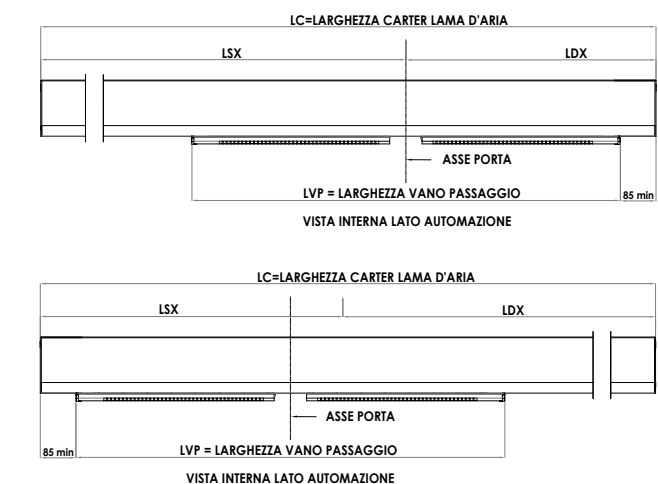 LC=LARGHEZZA CARTER LAMA D'ARIA
LSX
LDX
ASSE PORTA
LVP = LARGHEZZA VANO PASSAGGIO
85 min
VISTA INTERNA LATO AUTOMAZIONE
LC=LARGHEZZA CARTER LAMA D'ARIA
LSX
LDX
ASSE PORTA
85 min
LVP = LARGHEZZA VANO PASSAGGIO
VISTA INTERNA LATO AUTOMAZIONE